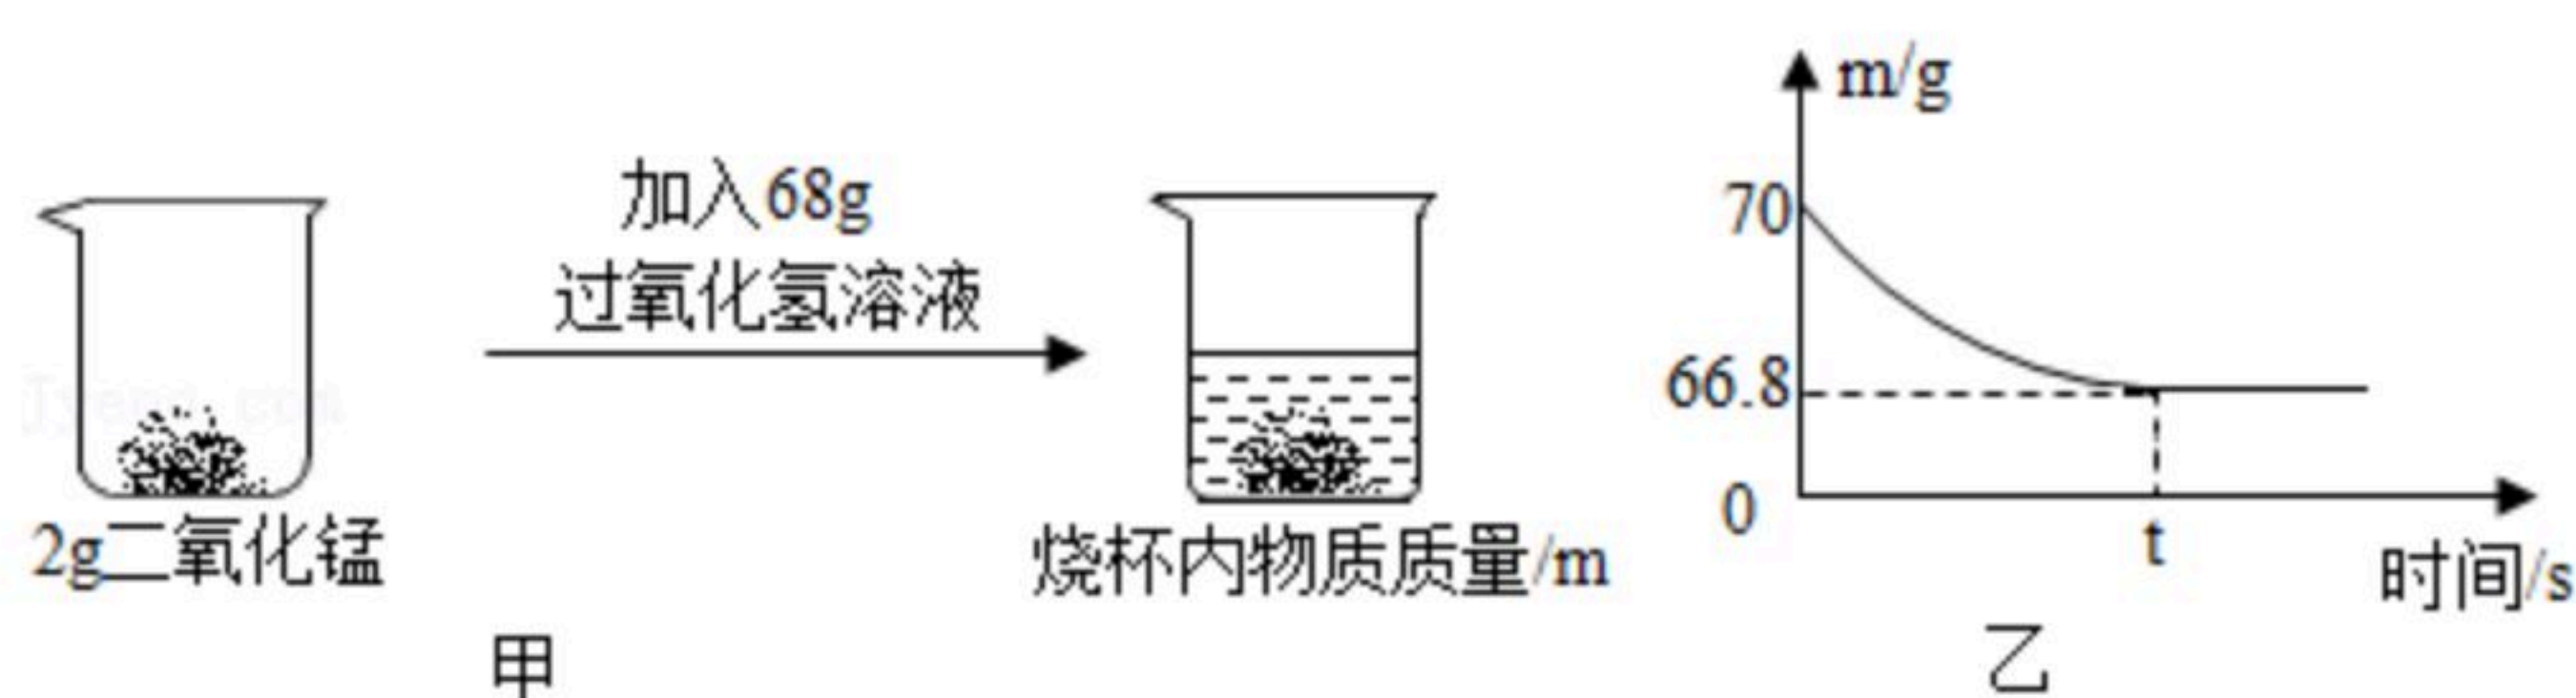 2g二氧化锰
加入68g
过氧化氢溶液
烧杯内物质质量/m
甲
m/g
70
66.8
0
t
时间/s
乙